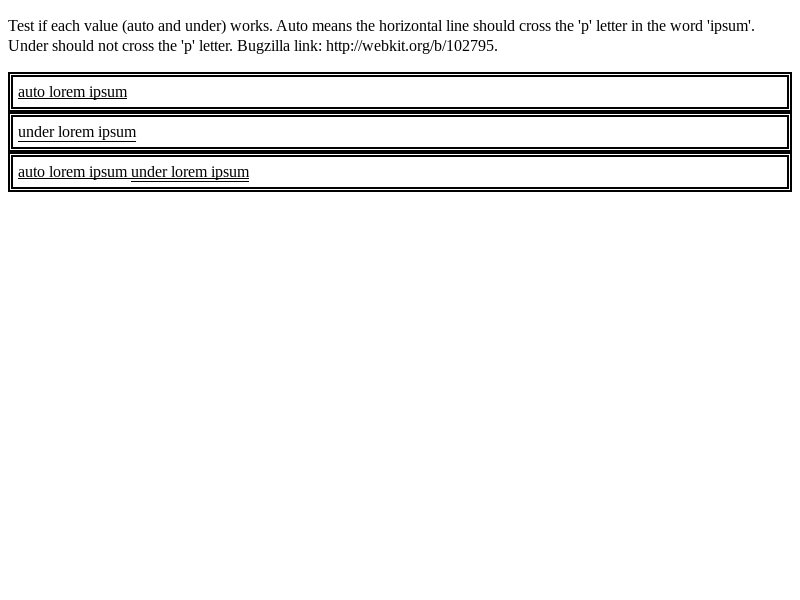 Test if each value (auto and under) works. Auto means the horizontal line should cross the 'p' letter in the word 'ipsum'.
Under should not cross the 'p' letter. Bugzilla link: http://webkit.org/b/102795.
auto lorem ipsum
under lorem ipsum
auto lorem ipsum under lorem ipsum